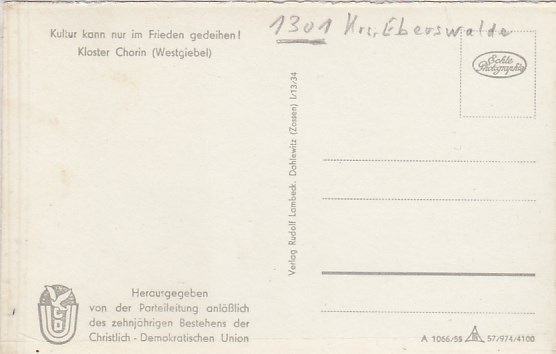 Kultur kann nur im Frieden gedeihen!
Kloster Chorin (Westgiebel)
1301 Krs. Eberswalde
Echte
Photographie
Verlag Rudolf Lambeck, Dahlewitz (Zossen) I/13/34
CDU
Herausgegeben
von der Parteileitung anläßlich
des zehnjährigen Bestehens der
Christlich-Demokratischen Union
A 1066/55 57/974/4100